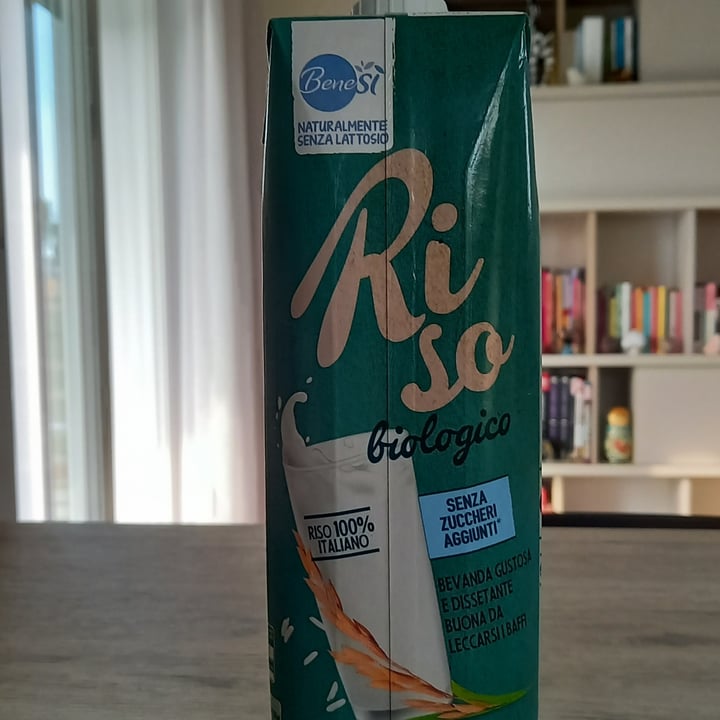 BeneSì
NATURALMENTE
SENZA LATTOSIO
Ri
so
biologico
RISO 100%
ITALIANO
SENZA
ZUCCHERI
AGGIUNTI*
BEVANDA GUSTOSA
E DISSETANTE
BUONA DA
LECCARSI I BAFFI